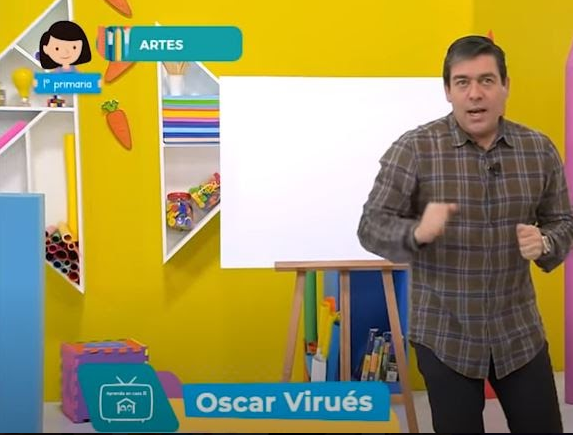 ARTES
1° primaria
Aprende en casa II
Oscar Virués